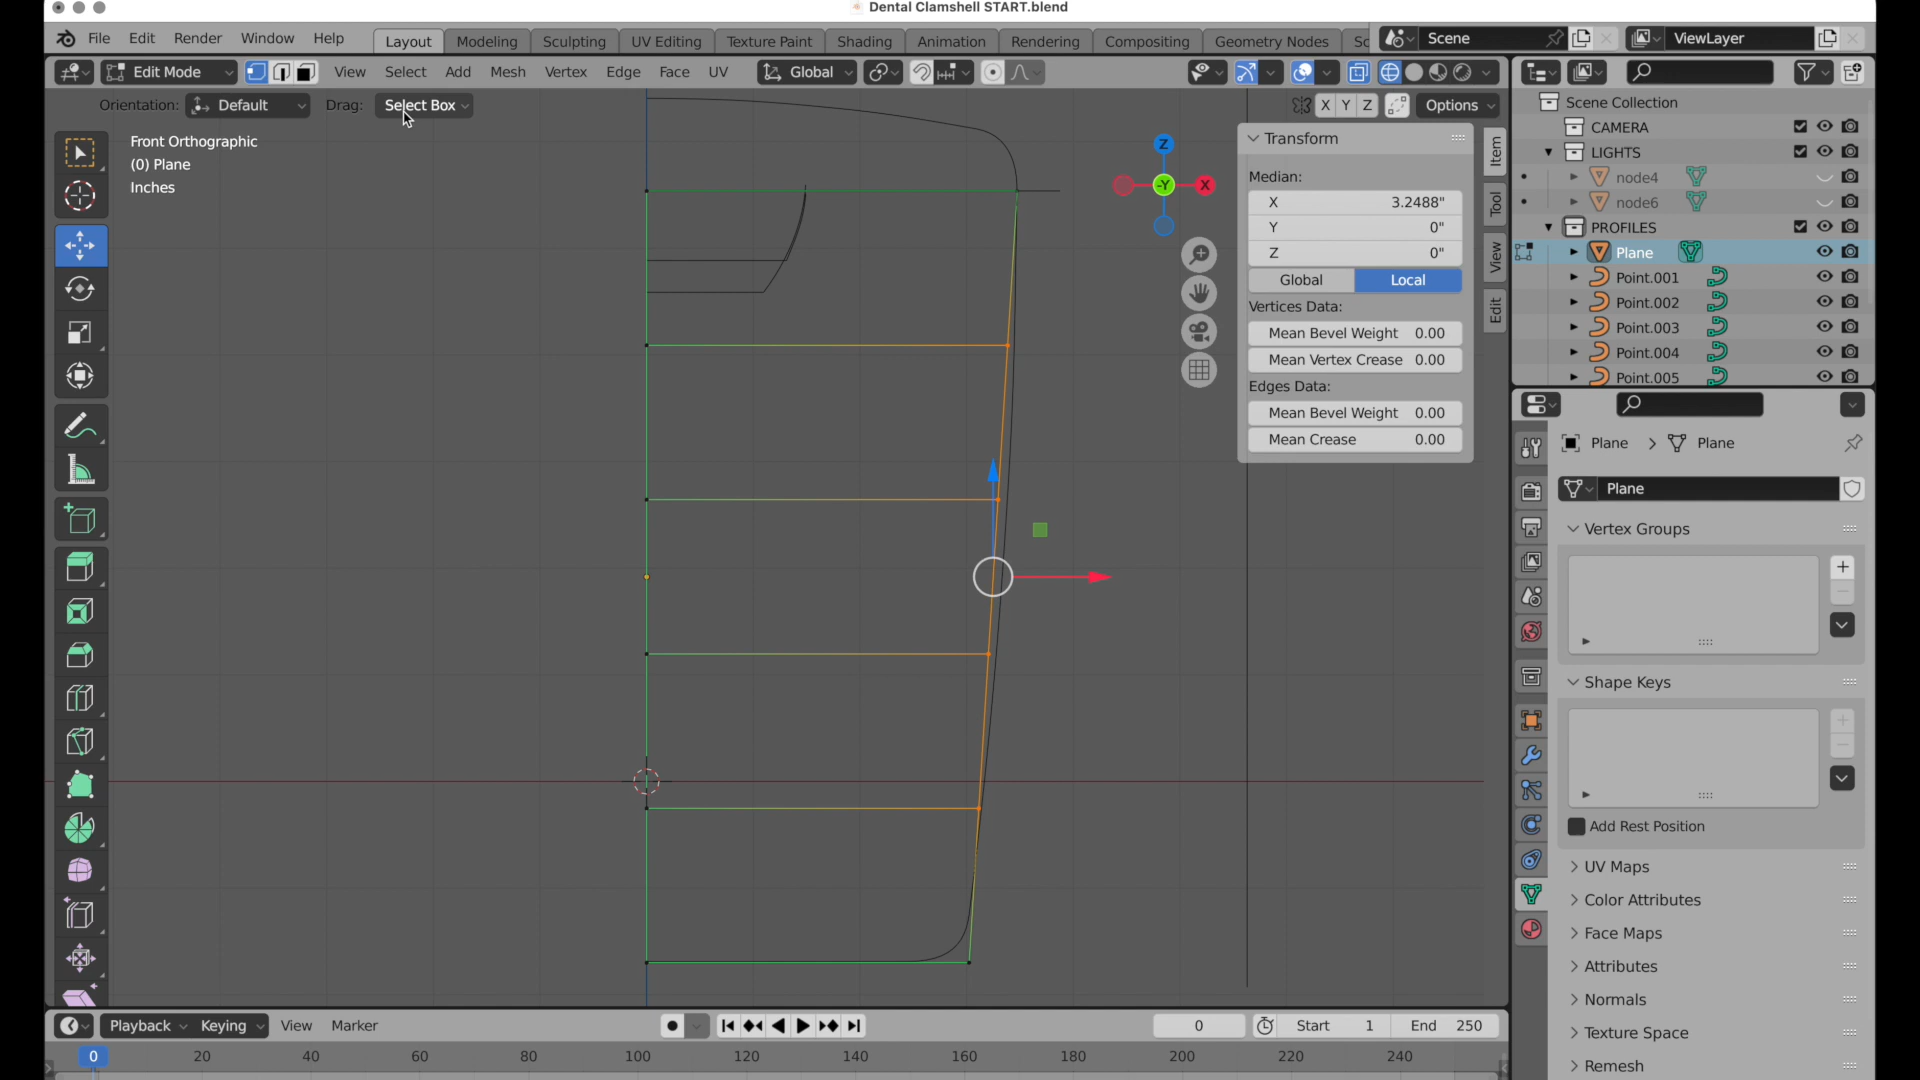 Dental Clamshell START.blend
File Edit Render Window Help Layout Modeling Sculpting UV Editing Texture Paint Shading Animation Rendering Compositing Geometry Nodes Sc Scene ViewLayer
Edit Mode View Select Add Mesh Vertex Edge Face UV Global
Orientation: Default Drag: Select Box X Y Z Options
Front Orthographic
(0) Plane
Inches
Z
-Y
X
Transform
Median:
X 3.2488"
Y 0"
Z 0"
Global Local
Vertices Data:
Mean Bevel Weight 0.00
Mean Vertex Crease 0.00
Edges Data:
Mean Bevel Weight 0.00
Mean Crease 0.00
Item
Tool
View
Edit
Scene Collection
CAMERA
LIGHTS
node4
node6
PROFILES
Plane
Point.001
Point.002
Point.003
Point.004
Point.005
Plane Plane
Plane
Vertex Groups
Shape Keys
Add Rest Position
UV Maps
Color Attributes
Face Maps
Attributes
Normals
Texture Space
Remesh
Playback Keying View Marker 0 Start 1 End 250
0 20 40 60 80 100 120 140 160 180 200 220 240